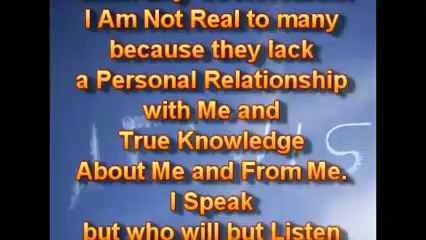 I Am Not Real to many
because they lack
a Personal Relationship
with Me and
True Knowledge
About Me and From Me.
I Speak
but who will but Listen